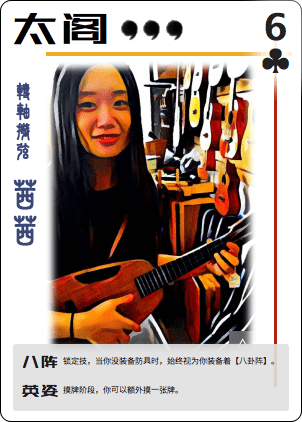 太阁
6
轉軸撥弦
茜茜
八阵 锁定技，当你没装备防具时，始终视为你装备着【八卦阵】。
英姿 摸牌阶段，你可以额外摸一张牌。